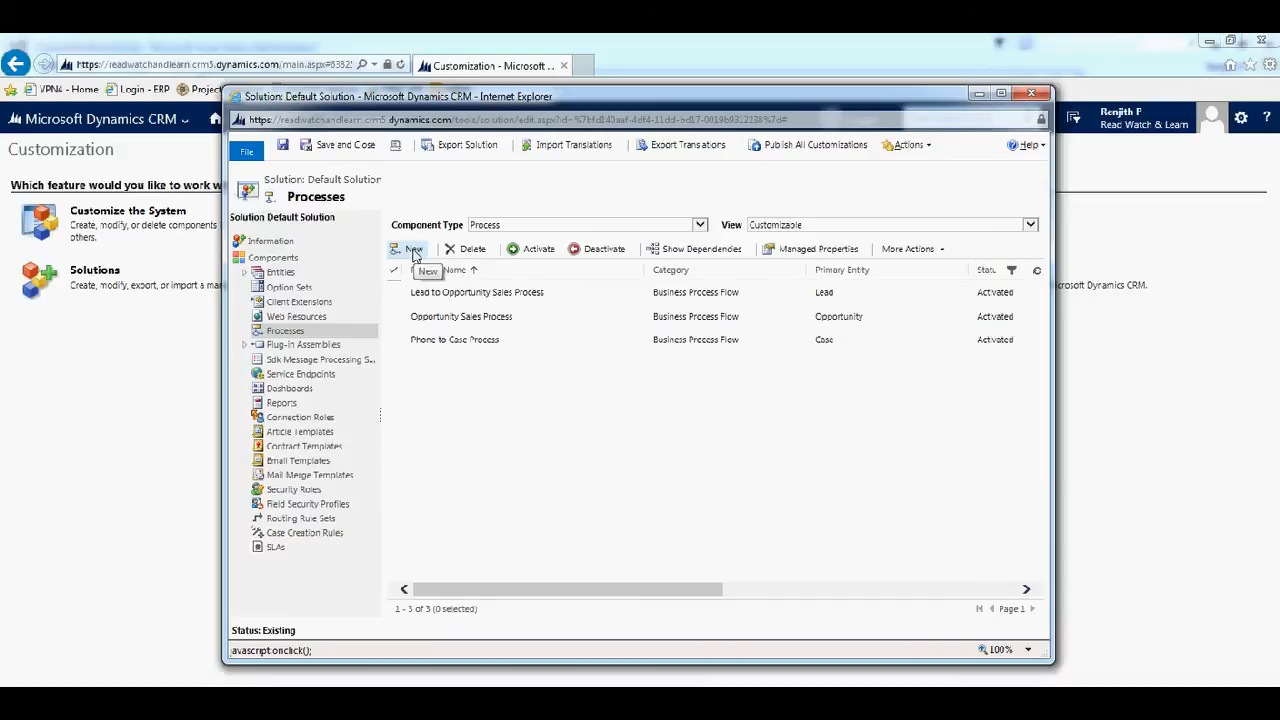 https://readwatchandlearn.crm5.dynamics.com/main.aspx#6382
Customization - Microsoft ...
VPN4 - Home
Login - ERP
Project
Solution: Default Solution - Microsoft Dynamics CRM - Internet Explorer
Microsoft Dynamics CRM
Renjith P
Read Watch & Learn
?
Customization
Which feature would you like to work w
Customize the System
Create, modify, or delete components
others.
Solutions
Create, modify, export, or import a ma
osoft Dynamics CRM.
File
Save and Close
Export Solution
Import Translations
Export Translations
Publish All Customizations
Actions
Help
Solution: Default Solution
Processes
Solution Default Solution
Information
Components
Entities
Option Sets
Client Extensions
Web Resources
Processes
Plug-in Assemblies
Sdk Message Processing S...
Service Endpoints
Dashboards
Reports
Connection Roles
Article Templates
Contract Templates
Email Templates
Mail Merge Templates
Security Roles
Field Security Profiles
Routing Rule Sets
Case Creation Rules
SLAs
Component Type
Process
View
Customizable
New
Delete
Activate
Deactivate
Show Dependencies
Managed Properties
More Actions
New
Name
Category
Primary Entity
Statu
Lead to Opportunity Sales Process Business Process Flow Lead Activated
Opportunity Sales Process Business Process Flow Opportunity Activated
Phone to Case Process Business Process Flow Case Activated
1 - 3 of 3 (0 selected)
Page 1
Status: Existing
javascript:onclick();
100%